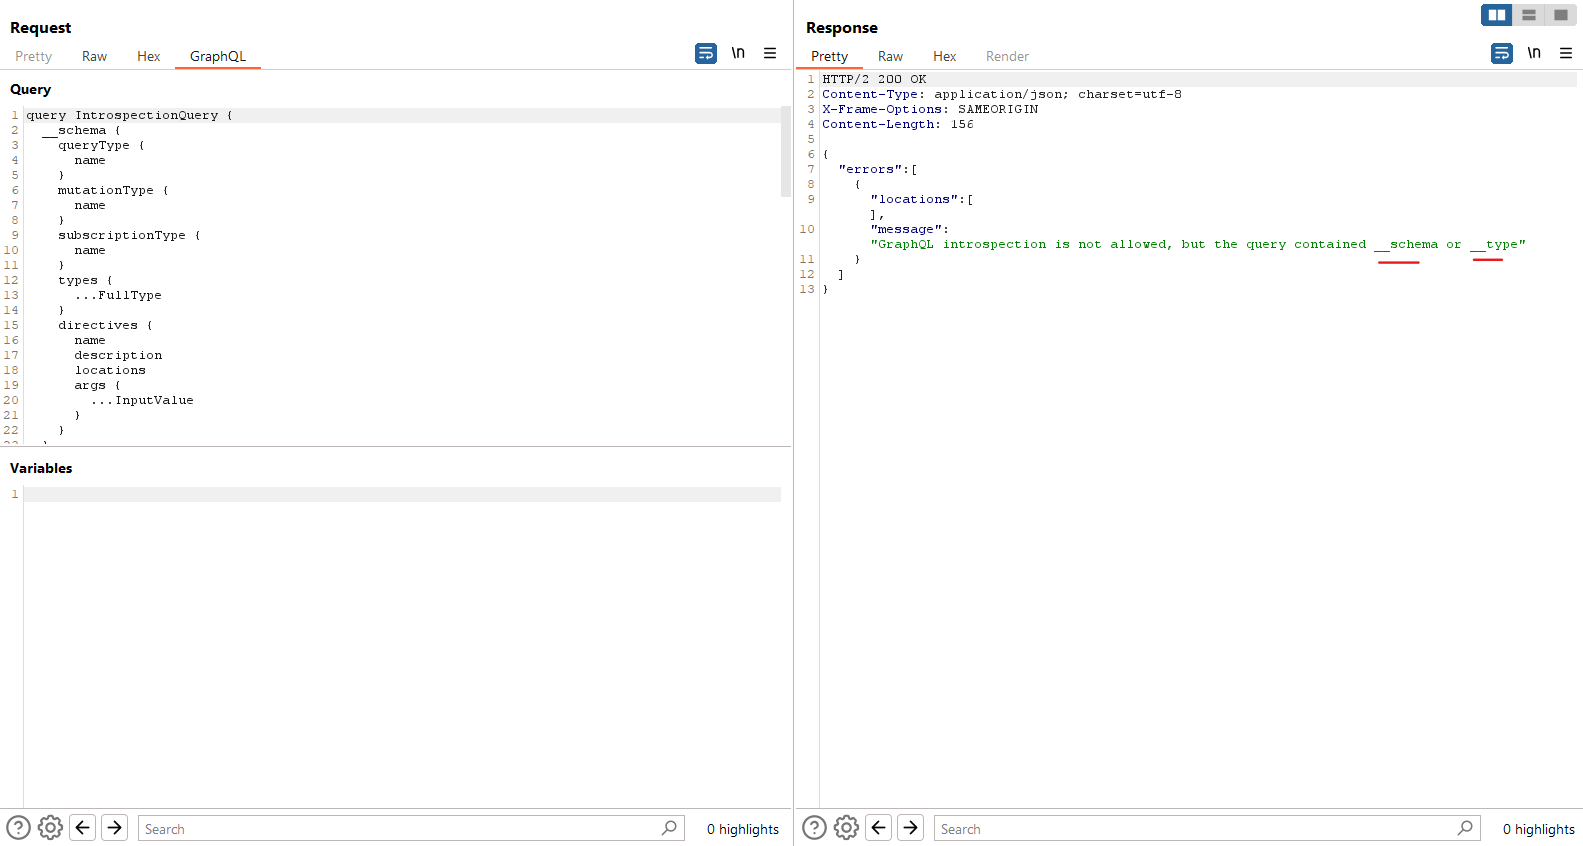 Request
Pretty Raw Hex GraphQL \n
Query
1 query IntrospectionQuery {
2 __schema {
3 queryType {
4 name
5 }
6 mutationType {
7 name
8 }
9 subscriptionType {
10 name
11 }
12 types {
13 ...FullType
14 }
15 directives {
16 name
17 description
18 locations
19 args {
20 ...InputValue
21 }
22 }
Variables
1
Search 0 highlights
Response
Pretty Raw Hex Render \n
1 HTTP/2 200 OK
2 Content-Type: application/json; charset=utf-8
3 X-Frame-Options: SAMEORIGIN
4 Content-Length: 156
5
6 {
7 "errors":[
8 {
9 "locations":[
],
10 "message":
"GraphQL introspection is not allowed, but the query contained __schema or __type"
11 }
12 ]
13 }
Search 0 highlights